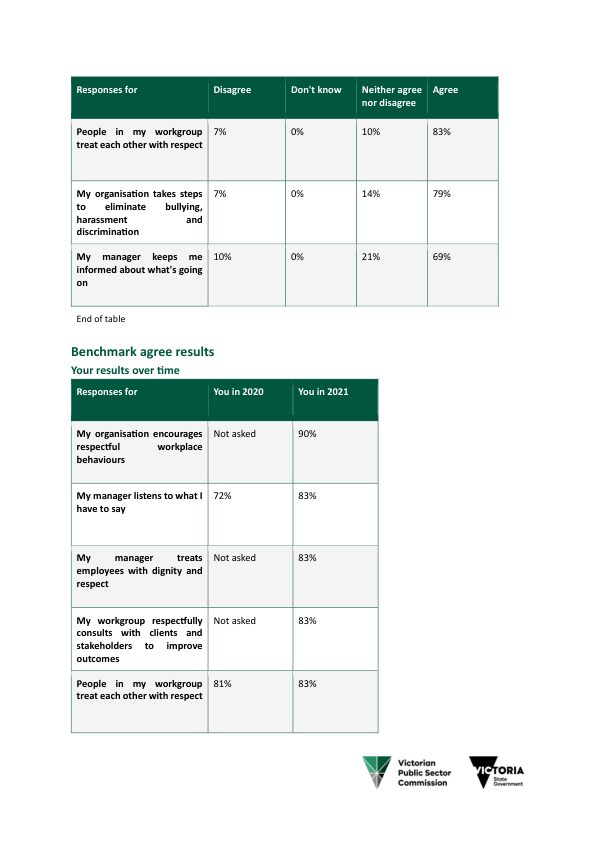 Responses for Disagree Don't know Neither agree nor disagree Agree
People in my workgroup treat each other with respect 7% 0% 10% 83%
My organisation takes steps to eliminate bullying, harassment and discrimination 7% 0% 14% 79%
My manager keeps me informed about what's going on 10% 0% 21% 69%
End of table
Benchmark agree results
Your results over time
Responses for You in 2020 You in 2021
My organisation encourages respectful workplace behaviours Not asked 90%
My manager listens to what I have to say 72% 83%
My manager treats employees with dignity and respect Not asked 83%
My workgroup respectfully consults with clients and stakeholders to improve outcomes Not asked 83%
People in my workgroup treat each other with respect 81% 83%
Victorian
Public Sector
Commission
VICTORIA
State
Government